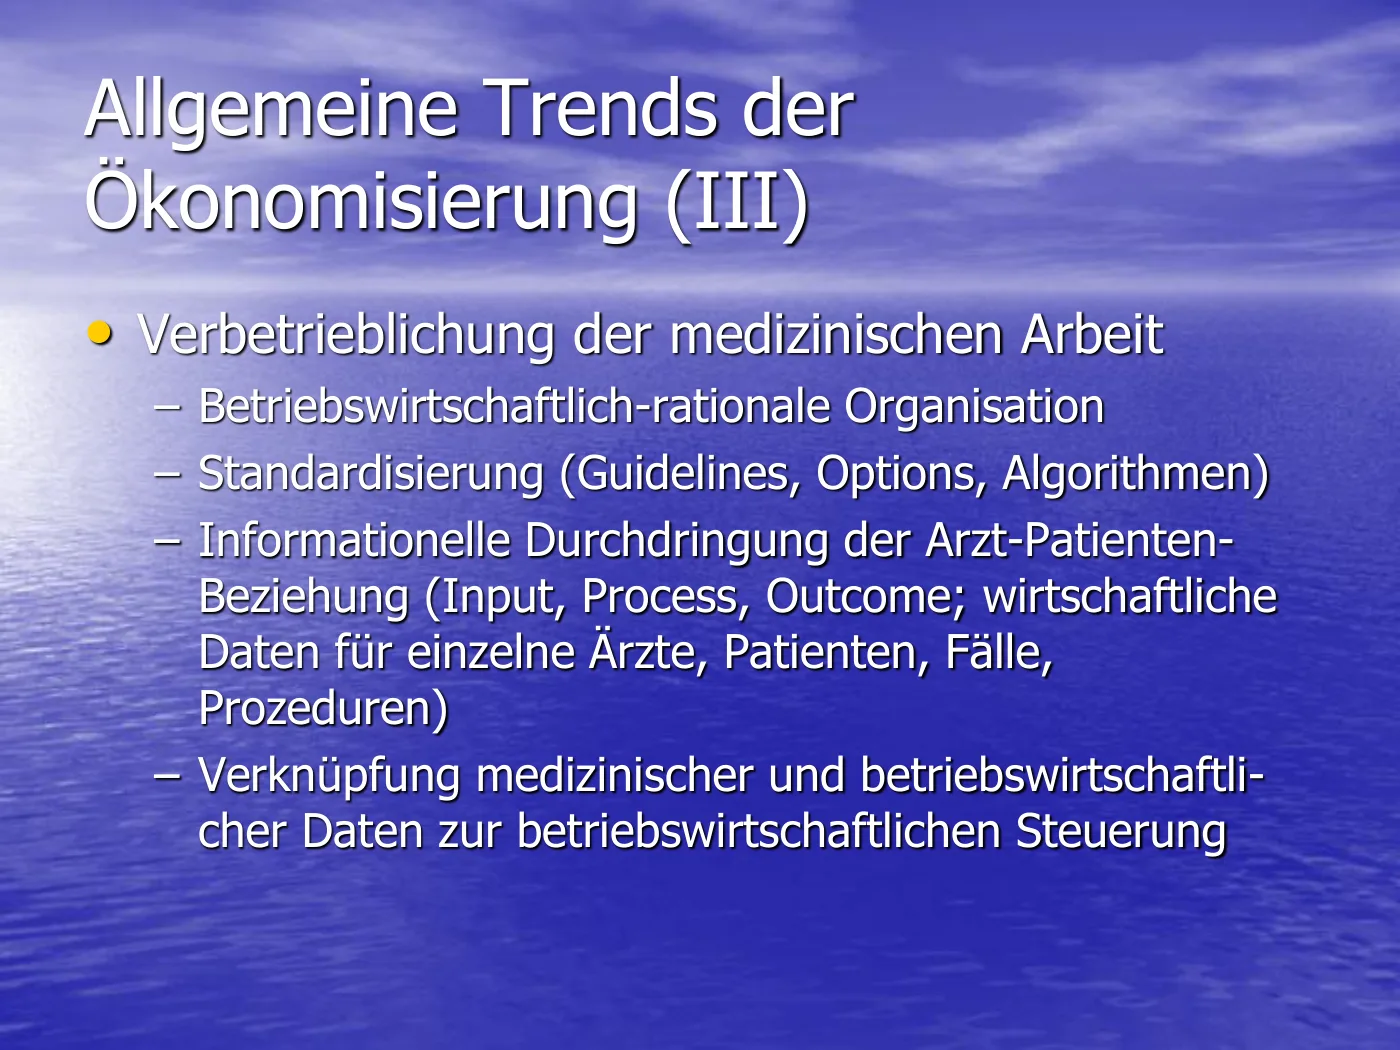 Allgemeine Trends der
Ökonomisierung (III)
• Verbetrieblichung der medizinischen Arbeit
– Betriebswirtschaftlich-rationale Organisation
– Standardisierung (Guidelines, Options, Algorithmen)
– Informationelle Durchdringung der Arzt-Patienten-
Beziehung (Input, Process, Outcome; wirtschaftliche
Daten für einzelne Ärzte, Patienten, Fälle,
Prozeduren)
– Verknüpfung medizinischer und betriebswirtschaftli-
cher Daten zur betriebswirtschaftlichen Steuerung